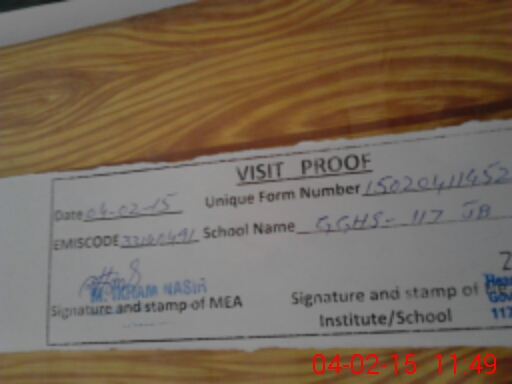 VISIT PROOF
Date 04-02-15 Unique Form Number 15020411452
EMISCODE School Name GGHS- 117 JB
M. IKRAM NASIR
Signature and stamp of MEA Signature and stamp of
Institute/School
04-02-15 11:49